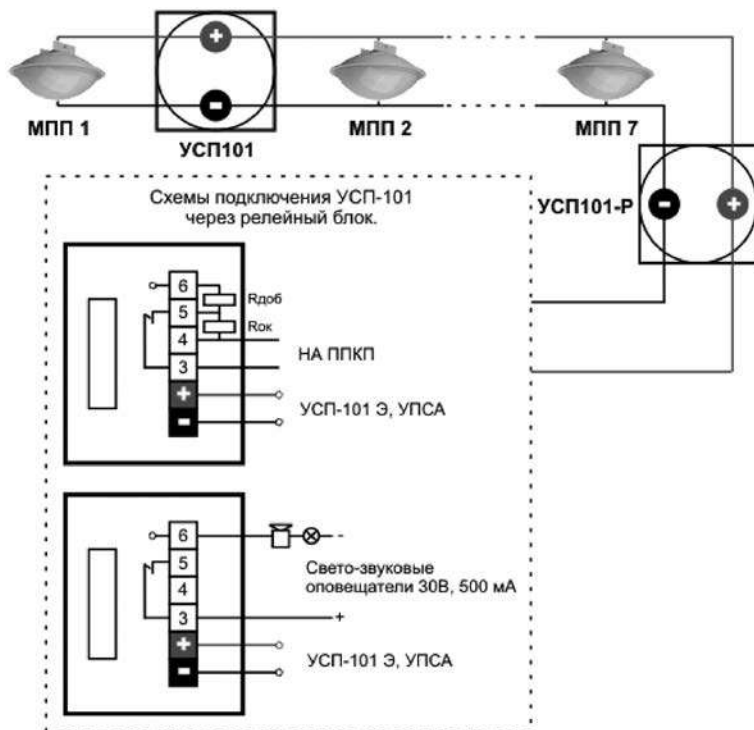 +
-
МПП 1
УСП101
МПП 2
МПП 7
УСП101-Р
-
+
Схемы подключения УСП-101
через релейный блок.
6
5
4
3
+
-
Rдоб
Rок
НА ППКП
УСП-101 Э, УПСА
6
5
4
3
+
-
-
Свето-звуковые
оповещатели 30В, 500 мА
+
УСП-101 Э, УПСА